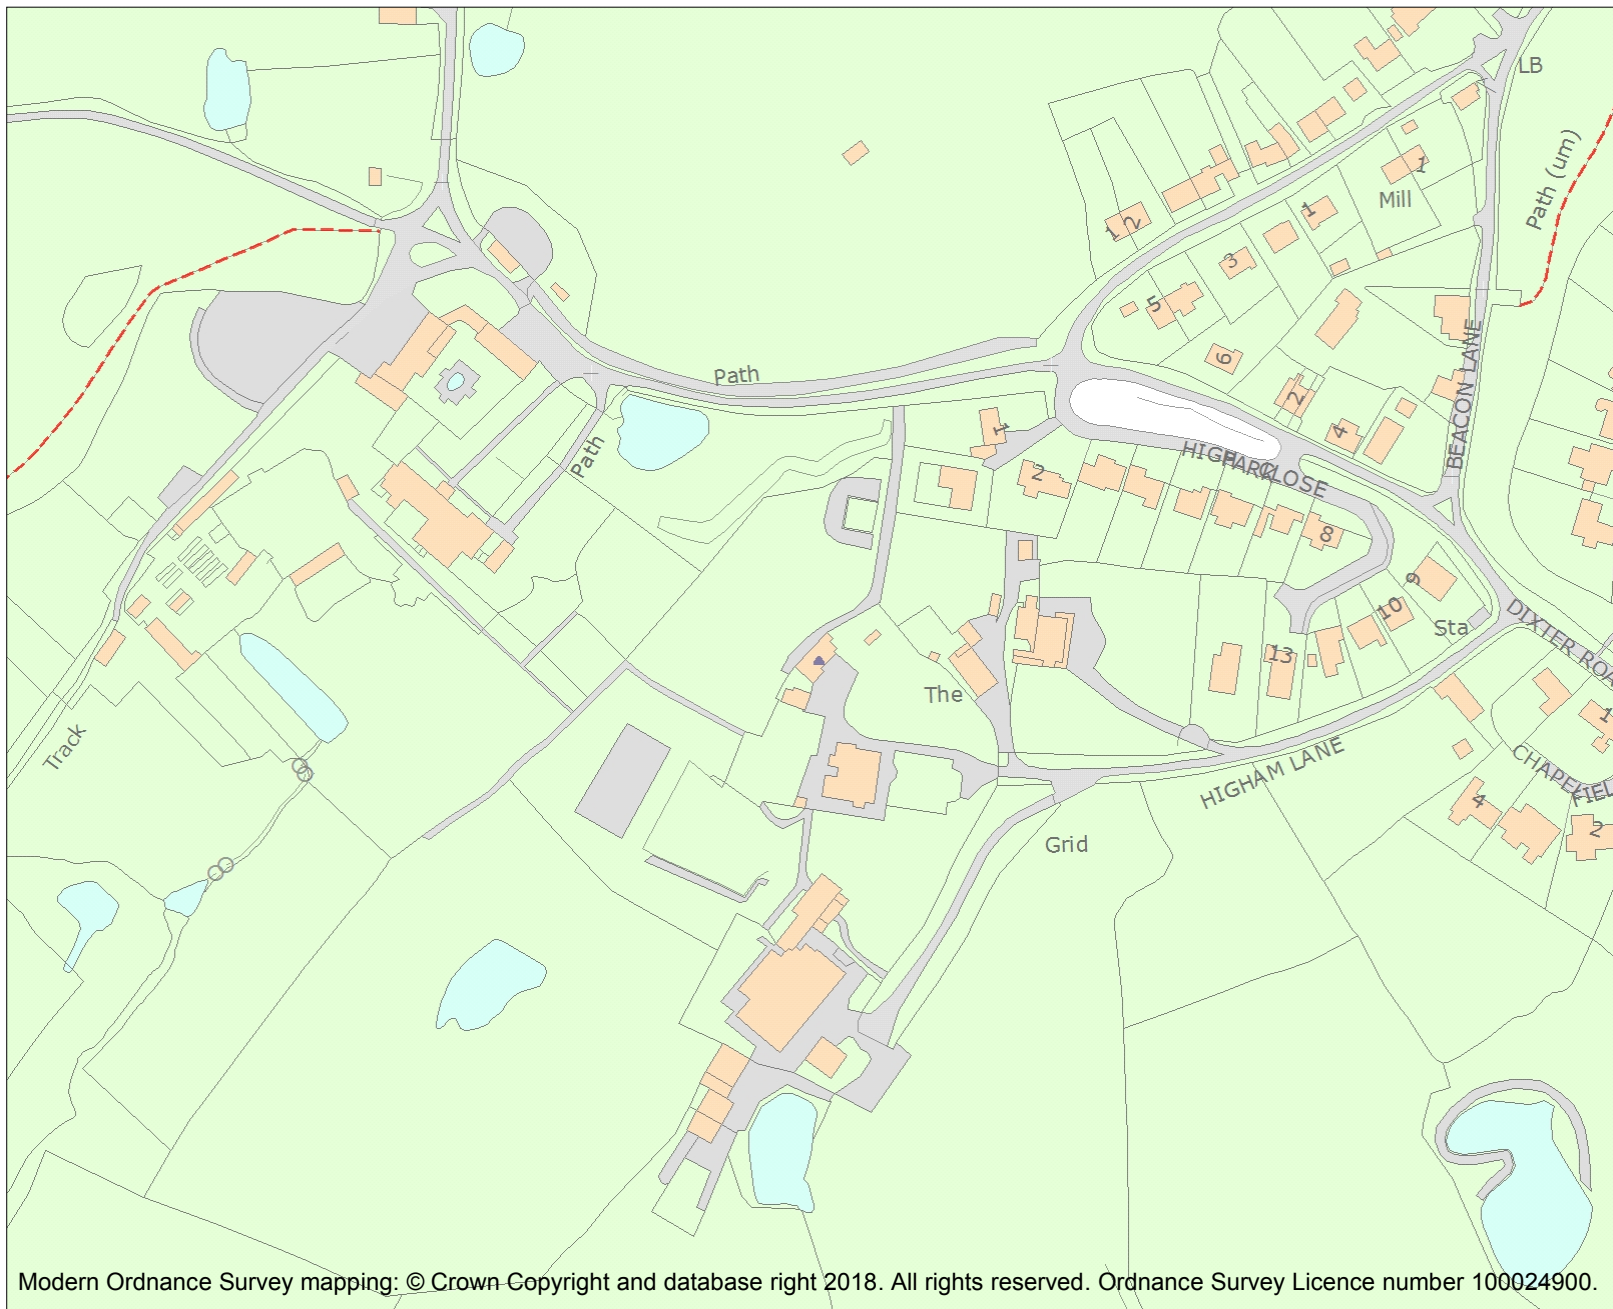 LB
Path (um)
1
Mill
1 2
1
3
5
6
Path
2
4
BEACON LANE
1
HIGH PARK CLOSE
Path
2
8
9
10
Sta
DIXTER ROA
13
The
1
Track
HIGHAM LANE
CHAPEL
FIEL
4
2
Grid
Modern Ordnance Survey mapping: © Crown Copyright and database right 2018. All rights reserved. Ordnance Survey Licence number 100024900.